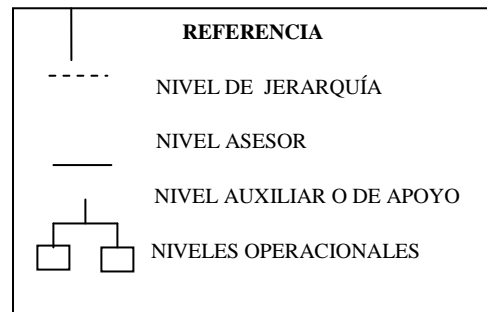 REFERENCIA
NIVEL DE JERARQUÍA
NIVEL ASESOR
NIVEL AUXILIAR O DE APOYO
NIVELES OPERACIONALES